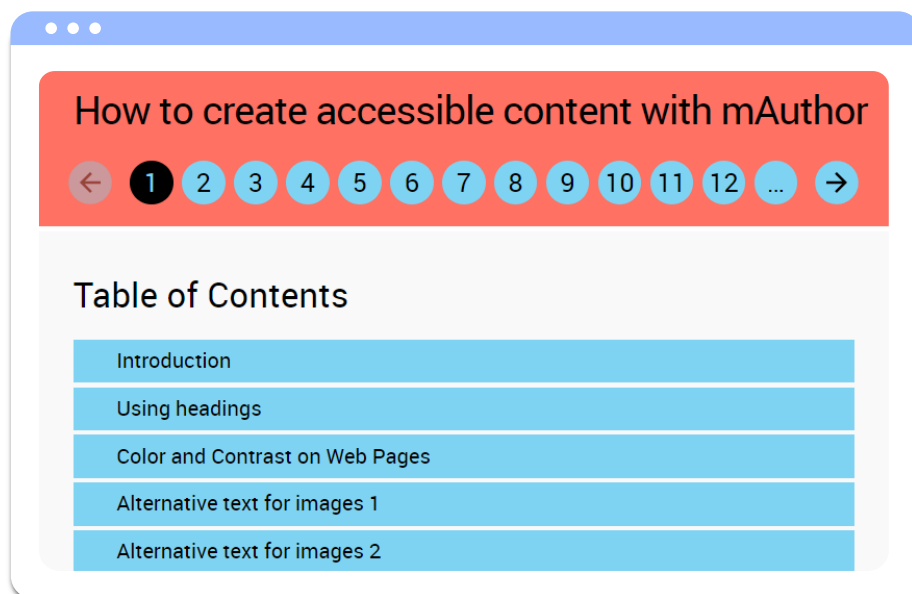 How to create accessible content with mAuthor
← 1 2 3 4 5 6 7 8 9 10 11 12 ... →
Table of Contents
Introduction
Using headings
Color and Contrast on Web Pages
Alternative text for images 1
Alternative text for images 2